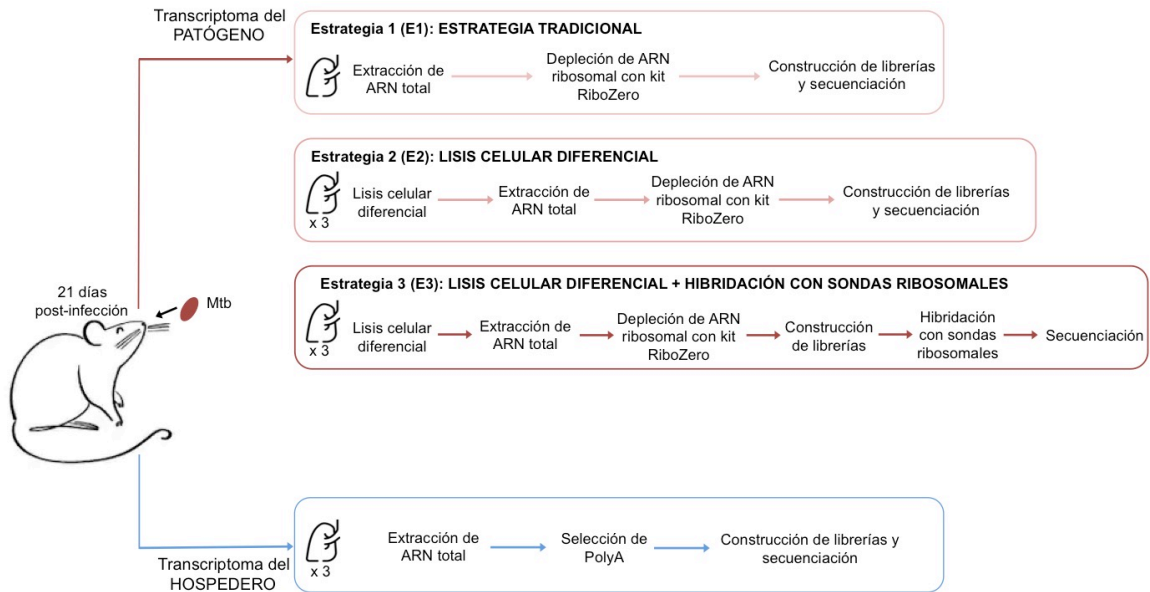 Transcriptoma del
PATÓGENO
Estrategia 1 (E1): ESTRATEGIA TRADICIONAL
Extracción de
ARN total
Depleción de ARN
ribosomal con kit
RiboZero
Construcción de librerías
y secuenciación
Estrategia 2 (E2): LISIS CELULAR DIFERENCIAL
x 3
Lisis celular
diferencial
Extracción de
ARN total
Depleción de ARN
ribosomal con kit
RiboZero
Construcción de librerías
y secuenciación
21 días
post-infección
Mtb
Estrategia 3 (E3): LISIS CELULAR DIFERENCIAL + HIBRIDACIÓN CON SONDAS RIBOSOMALES
x 3
Lisis celular
diferencial
Extracción de
ARN total
Depleción de ARN
ribosomal con kit
RiboZero
Construcción
de librerías
Hibridación
con sondas
ribosomales
Secuenciación
Transcriptoma del
HOSPEDERO
x 3
Extracción de
ARN total
Selección de
PolyA
Construcción de librerías y
secuenciación